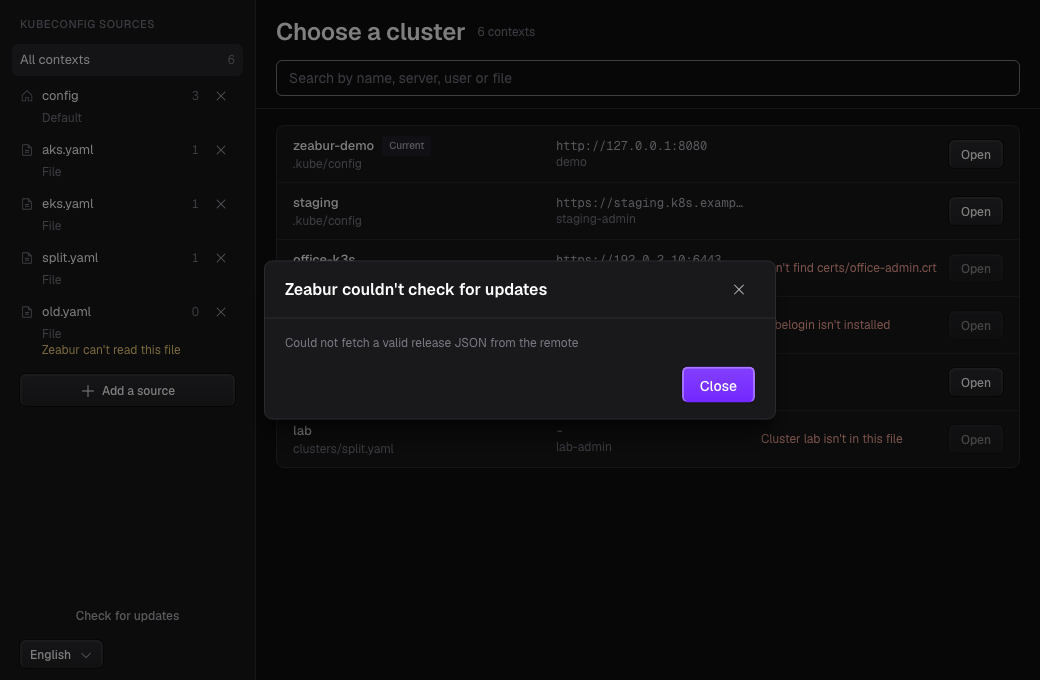 KUBECONFIG SOURCES
All contexts 6
config 3
Default
aks.yaml 1
File
eks.yaml 1
File
split.yaml 1
File
old.yaml 0
File
Zeabur can't read this file
Add a source
Check for updates
English
Choose a cluster 6 contexts
Search by name, server, user or file
zeabur-demo Current http://127.0.0.1:8080 Open
.kube/config demo
staging https://staging.k8s.examp… Open
.kube/config staging-admin
office-k3s https://192.0.2.10:6443
find certs/office-admin.crt Open
isn't installed Open
Open
Zeabur couldn't check for updates
Could not fetch a valid release JSON from the remote
Close
lab – Cluster lab isn't in this file Open
clusters/split.yaml lab-admin